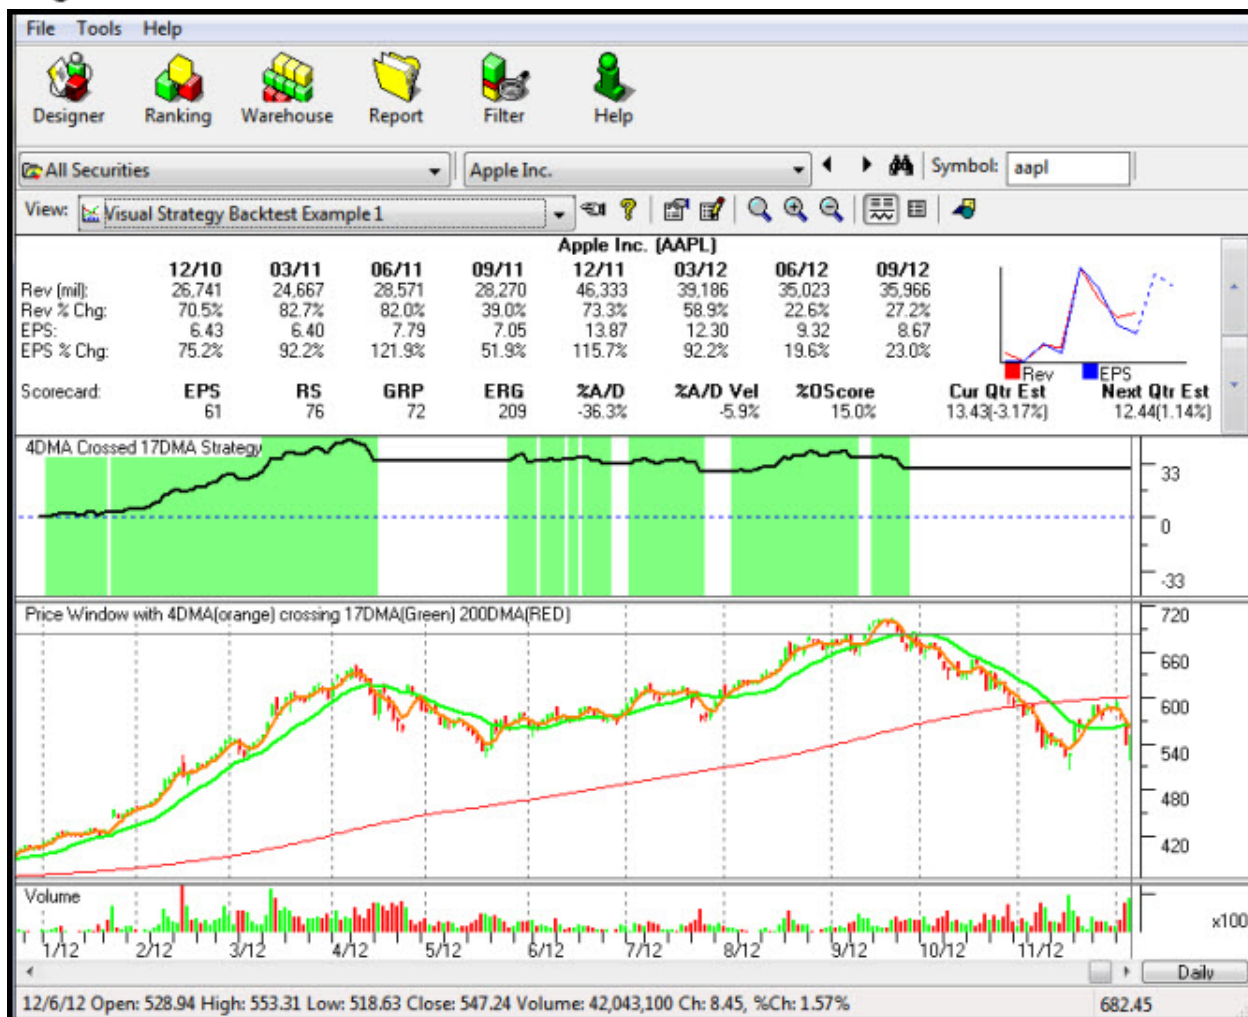 File Tools Help
Designer Ranking Warehouse Report Filter Help
All Securities Apple Inc. Symbol: aapl
View: Visual Strategy Backtest Example 1
Apple Inc. (AAPL)
12/10 03/11 06/11 09/11 12/11 03/12 06/12 09/12
Rev (mil): 26,741 24,667 28,571 28,270 46,333 39,186 35,023 35,966
Rev % Chg: 70.5% 82.7% 82.0% 39.0% 73.3% 58.9% 22.6% 27.2%
EPS: 6.43 6.40 7.79 7.05 13.87 12.30 9.32 8.67
EPS % Chg: 75.2% 92.2% 121.9% 51.9% 115.7% 92.2% 19.6% 23.0%
Rev EPS
Scorecard: EPS RS GRP ERG %A/D %A/D Vel %OScore Cur Qtr Est Next Qtr Est
61 76 72 209 -36.3% -5.9% 15.0% 13.43(-3.17%) 12.44(1.14%)
4DMA Crossed 17DMA Strategy
33
0
-33
Price Window with 4DMA(orange) crossing 17DMA(Green) 200DMA(RED)
720
660
600
540
480
420
Volume
x100
1/12 2/12 3/12 4/12 5/12 6/12 7/12 8/12 9/12 10/12 11/12
Daily
12/6/12 Open: 528.94 High: 553.31 Low: 518.63 Close: 547.24 Volume: 42,043,100 Ch: 8.45, %Ch: 1.57% 682.45